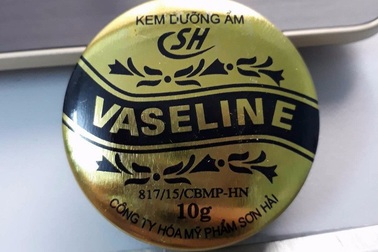 KEM DƯỠNG ẨM
SH
VASELINE
817/15/CBMP-HN
10g
CÔNG TY HÓA MỸ PHẨM SƠN HẢI